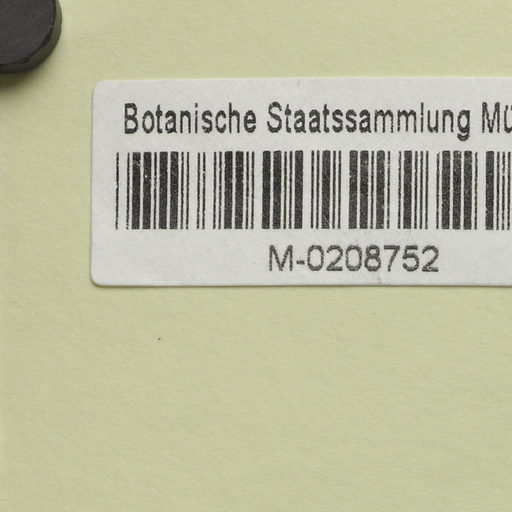 Botanische Staatssammlung Mü
M-0208752